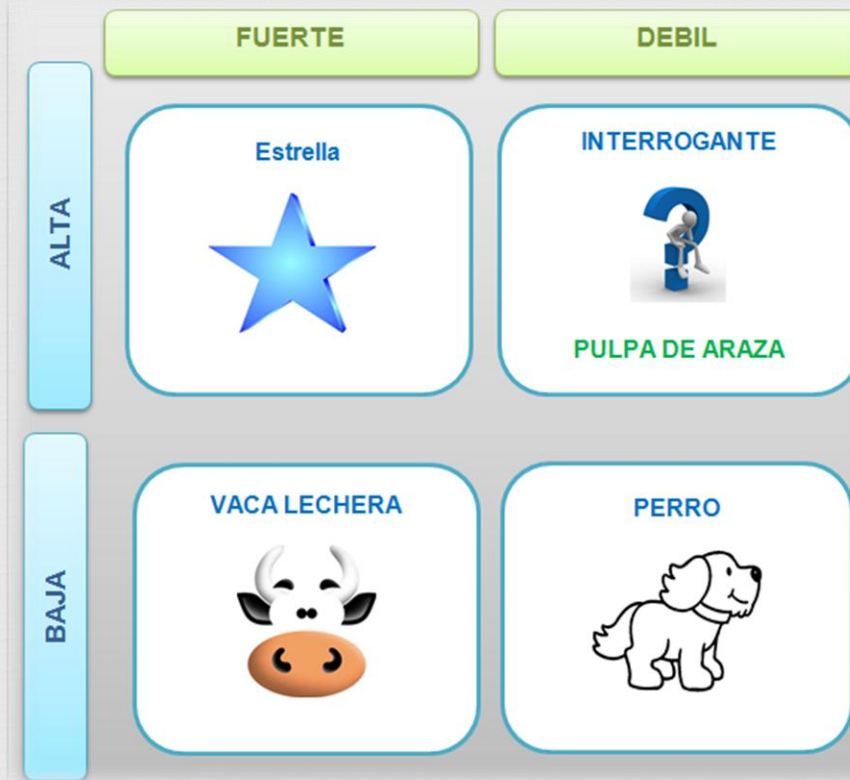 FUERTE
DEBIL
ALTA
Estrella
INTERROGANTE
PULPA DE ARAZA
BAJA
VACA LECHERA
PERRO